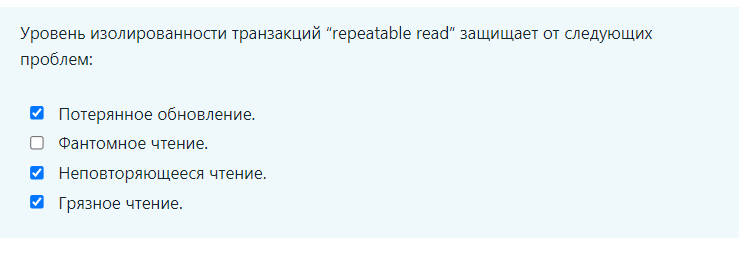 Уровень изолированности транзакций “repeatable read” защищает от следующих
проблем:
Потерянное обновление.
Фантомное чтение.
Неповторяющееся чтение.
Грязное чтение.